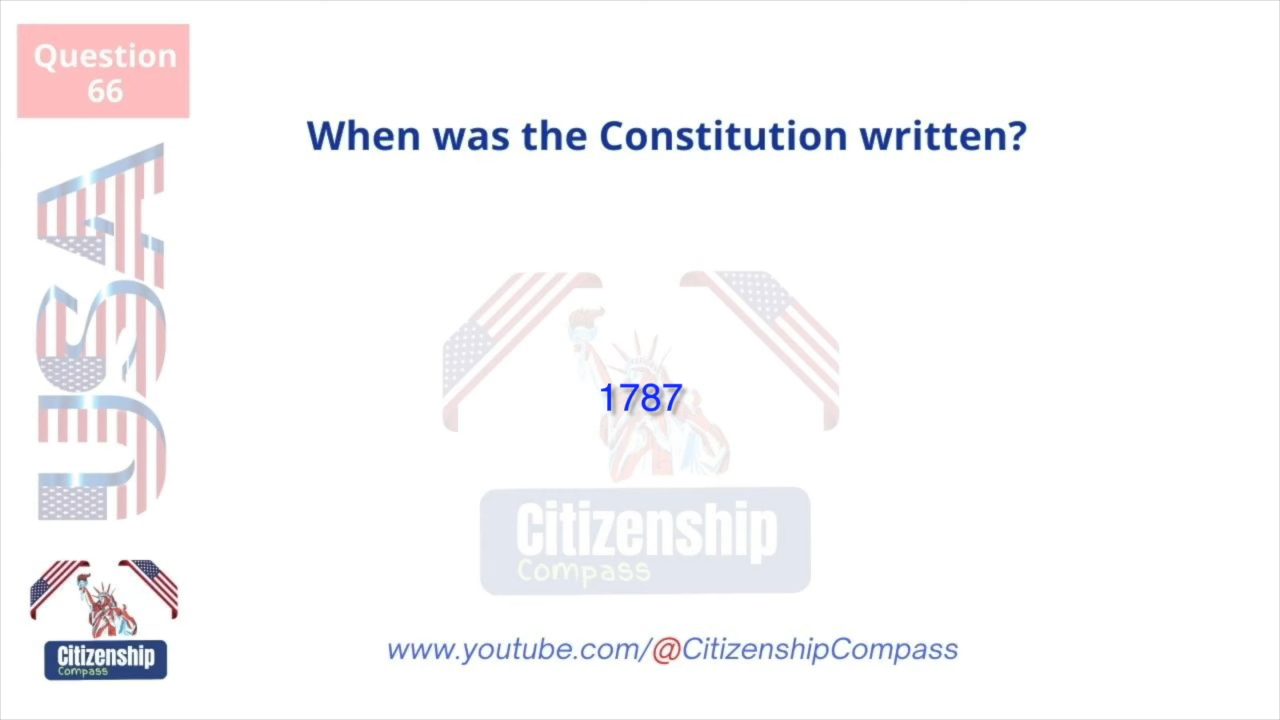 Question
66
When was the Constitution written?
USA
1787
Citizenship
Compass
Citizenship
Compass
www.youtube.com/@CitizenshipCompass